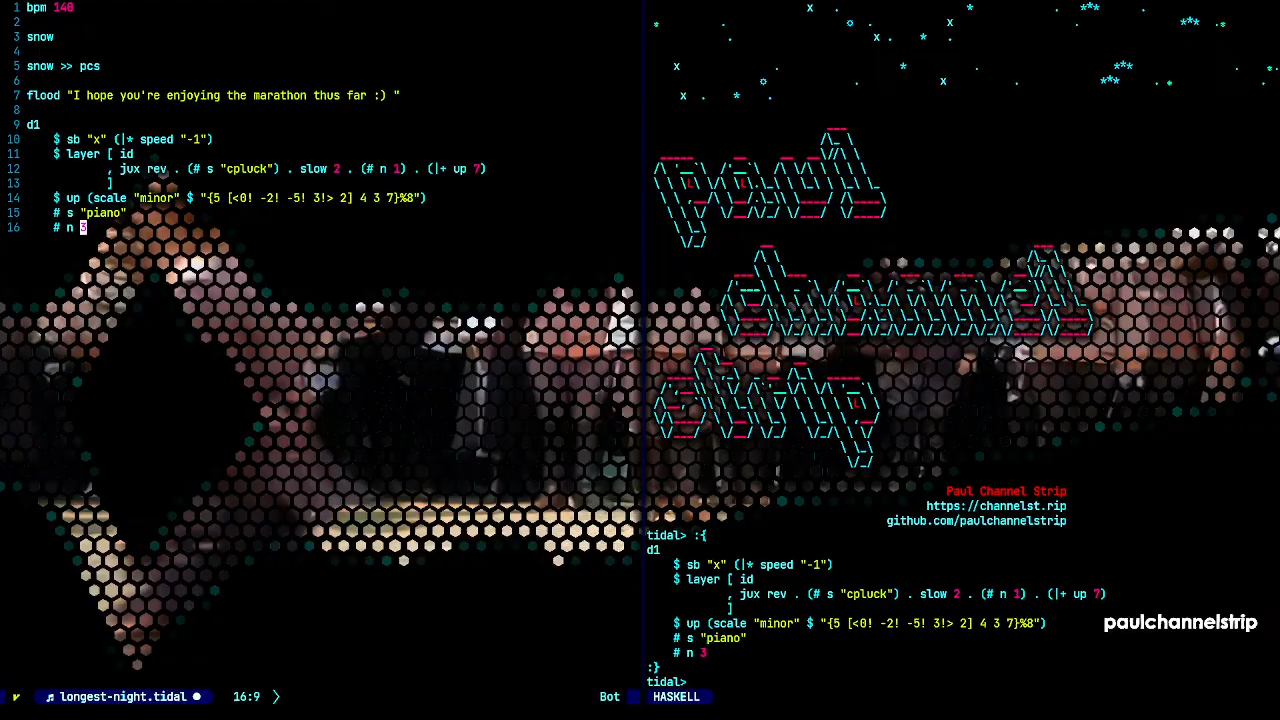 1 bpm 140
2
3 snow
4
5 snow >> pcs
6
7 flood "I hope you're enjoying the marathon thus far :) "
8
9 d1
10 $ sb "x" (|* speed "-1")
11 $ layer [ id
12 , jux rev . (# s "cpluck") . slow 2 . (# n 1) . (|+ up 7)
13 ]
14 $ up (scale "minor" $ "{5 [<0! -2! -5! 3!> 2] 4 3 7}%8")
15 # s "piano"
16 # n 3
paul
channel
strip
Paul Channel Strip
https://channelst.rip
github.com/paulchannelstrip
tidal> :{
d1
$ sb "x" (|* speed "-1")
$ layer [ id
, jux rev . (# s "cpluck") . slow 2 . (# n 1) . (|+ up 7)
]
$ up (scale "minor" $ "{5 [<0! -2! -5! 3!> 2] 4 3 7}%8")
# s "piano"
# n 3
:}
tidal>
paulchannelstrip
v ♬ longest-night.tidal ● 16:9 〉 Bot HASKELL